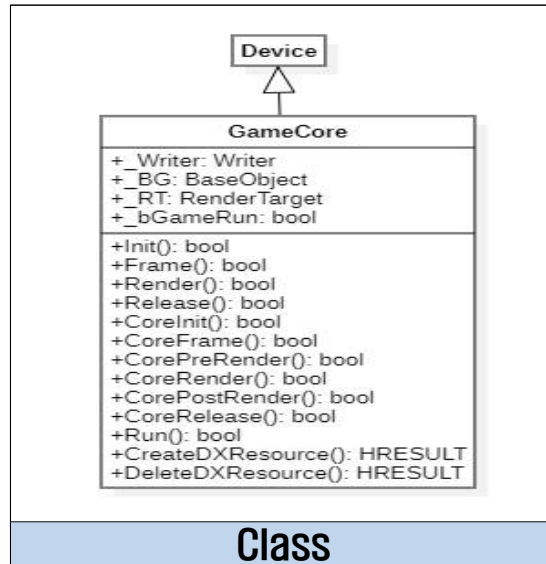 Device
GameCore
+_Writer: Writer
+_BG: BaseObject
+_RT: RenderTarget
+_bGameRun: bool
+Init(): bool
+Frame(): bool
+Render(): bool
+Release(): bool
+CoreInit(): bool
+CoreFrame(): bool
+CorePreRender(): bool
+CoreRender(): bool
+CorePostRender(): bool
+CoreRelease(): bool
+Run(): bool
+CreateDXResource(): HRESULT
+DeleteDXResource(): HRESULT
Class